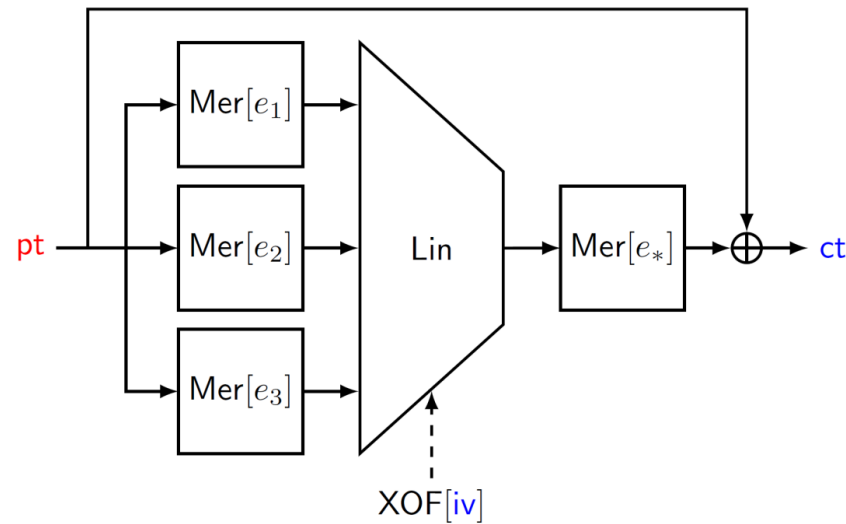 Mer[e₁]
pt
Mer[e₂]
Lin
Mer[e∗]
ct
Mer[e₃]
XOF[iv]